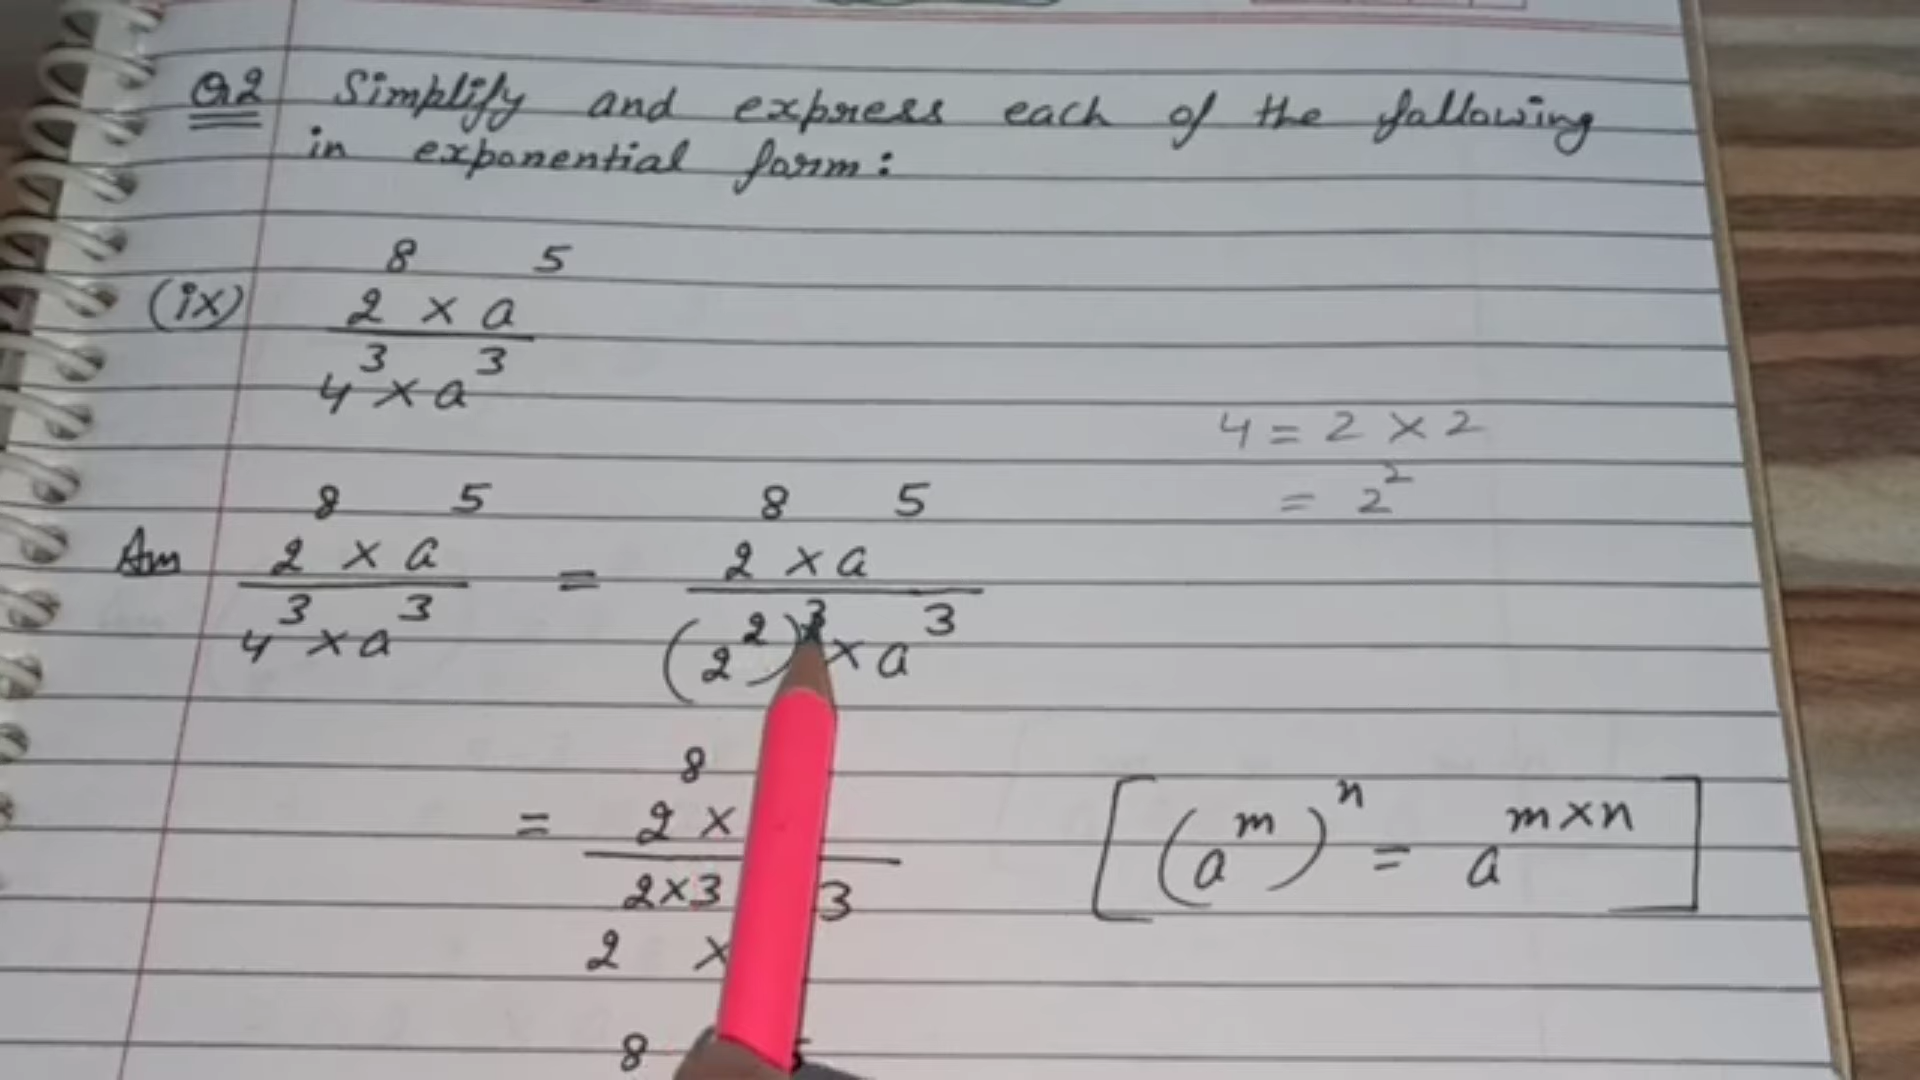 Q2 Simplify and express each of the following
in exponential form:
8 5
(ix) 2 × a
3 3
4 × a
4 = 2 × 2
= 2²
8 5 8 5
Ans 2 × a = 2 × a
3 3 2 3 3
4 × a (2 ) × a
8
= 2 ×
2×3 3
2 ×
[(a^m)^n = a^m×n]
8